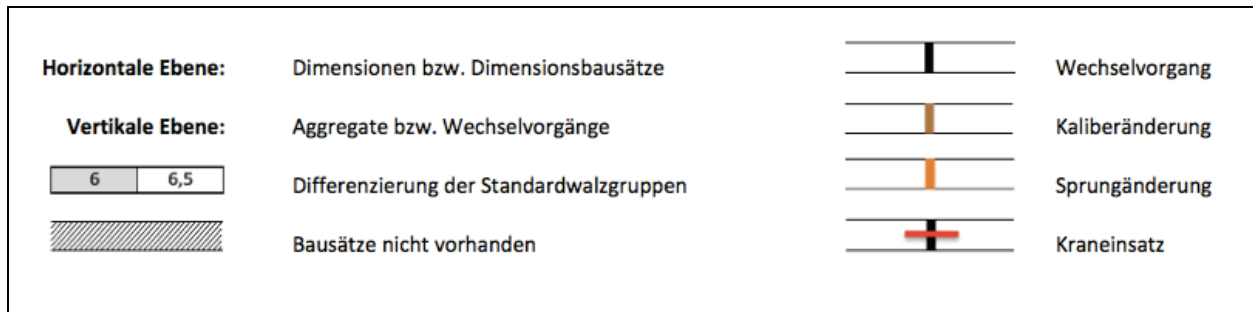 Horizontale Ebene: Dimensionen bzw. Dimensionsbausätze Wechselvorgang
Vertikale Ebene: Aggregate bzw. Wechselvorgänge Kaliberänderung
6 6,5 Differenzierung der Standardwalzgruppen Sprungänderung
Bausätze nicht vorhanden Kraneinsatz